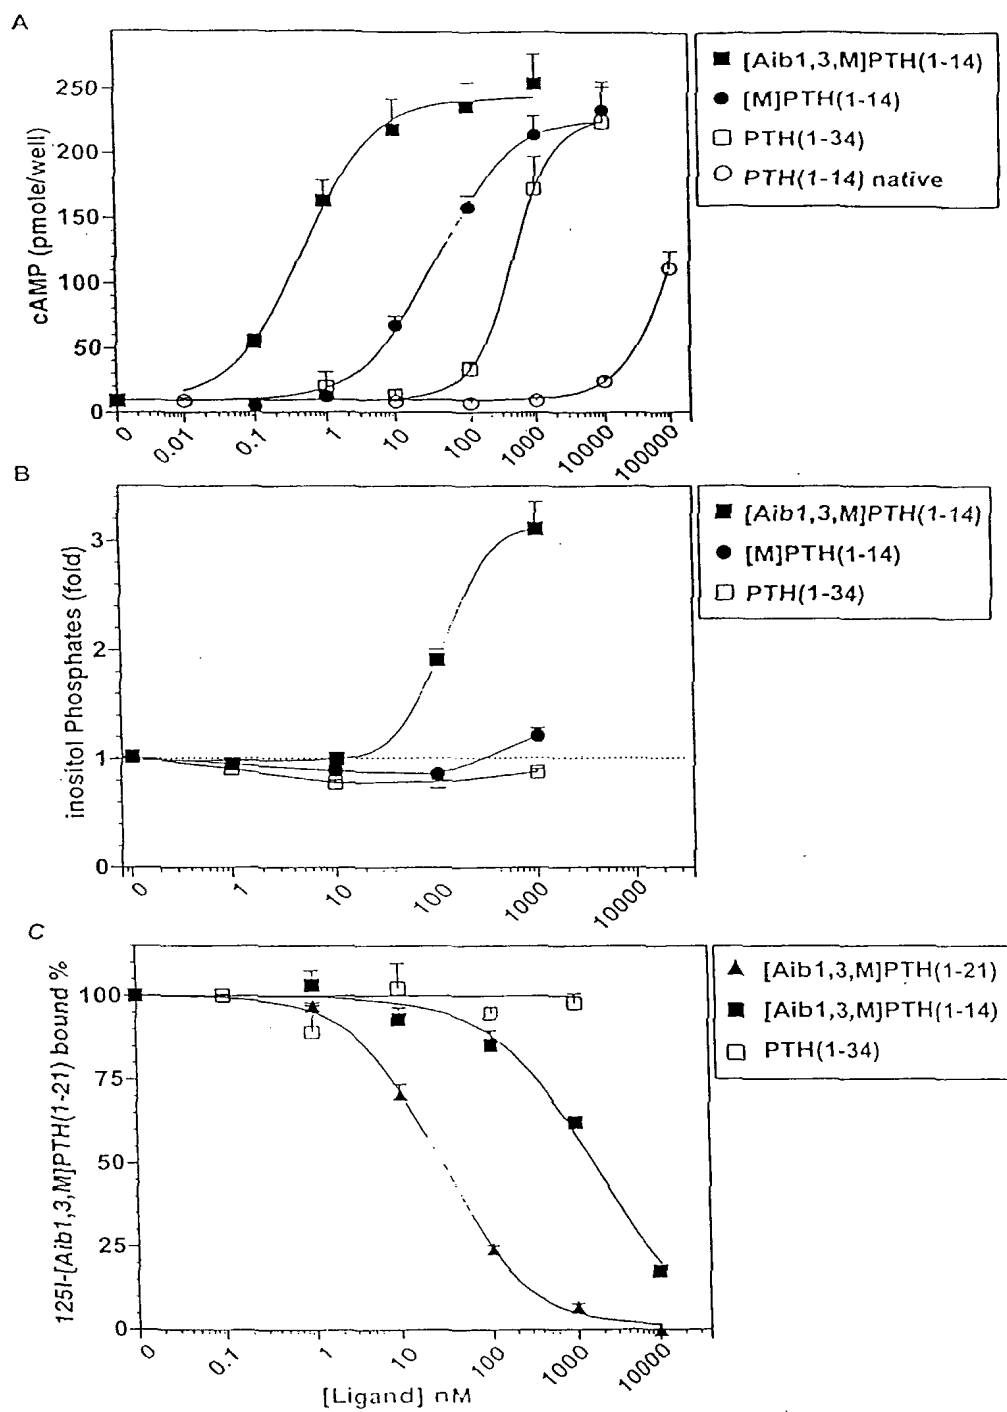 A
cAMP (pmole/well)
250
200
150
100
50
0
0
0.01
0.1
1
10
100
1000
10000
100000
[Aib1,3,M]PTH(1-14)
[M]PTH(1-14)
PTH(1-34)
PTH(1-14) native
B
inositol Phosphates (fold)
3
2
1
0
0
1
10
100
1000
10000
[Aib1,3,M]PTH(1-14)
[M]PTH(1-14)
PTH(1-34)
C
125I-[Aib1,3,M]PTH(1-21) bound %
100
75
50
25
0
0
0.1
1
10
100
1000
10000
[Ligand] nM
[Aib1,3,M]PTH(1-21)
[Aib1,3,M]PTH(1-14)
PTH(1-34)